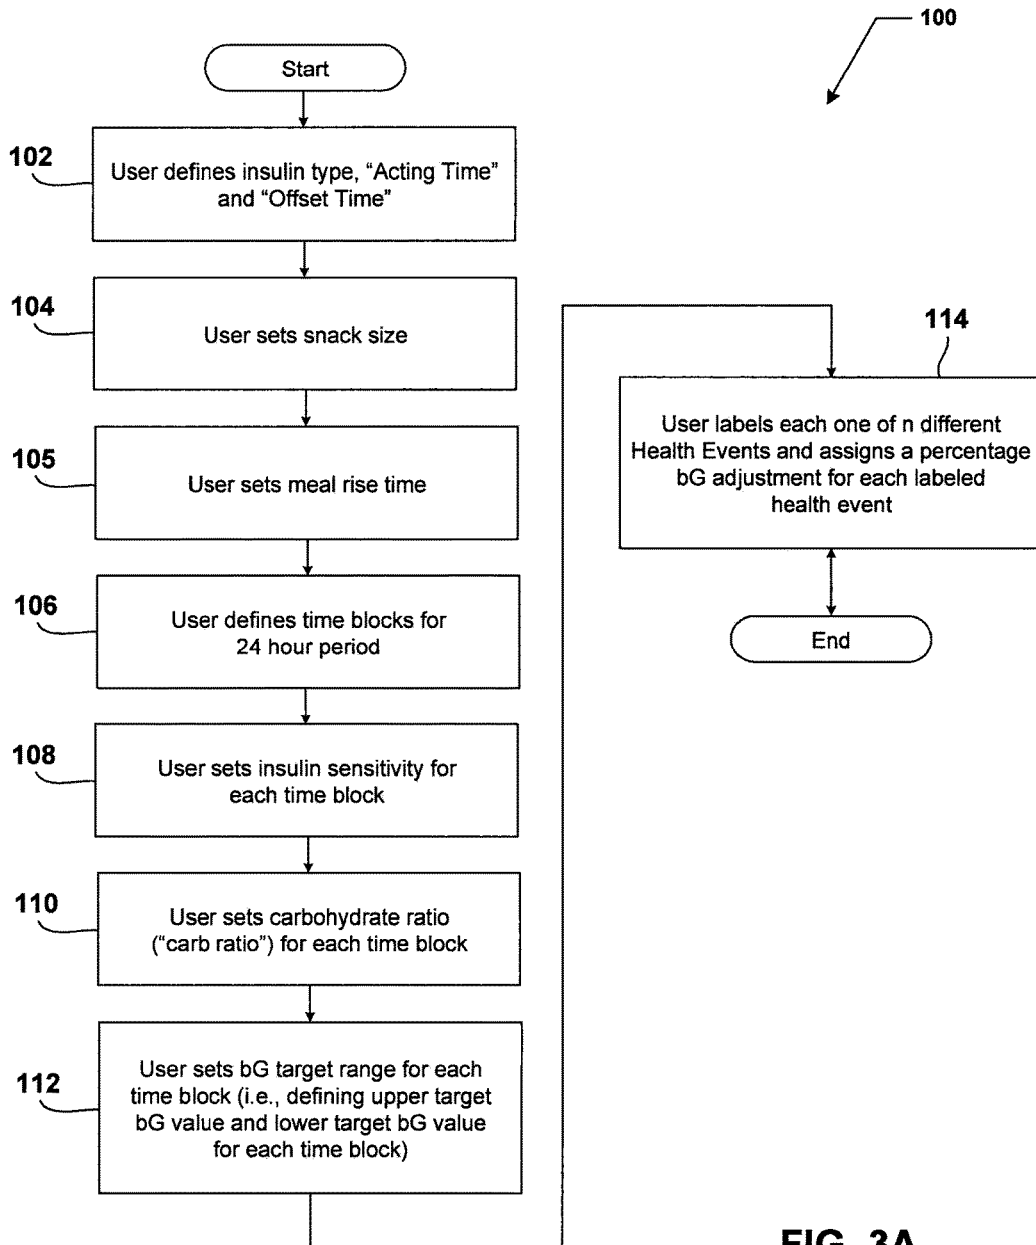 100
Start
102
User defines insulin type, “Acting Time”
and “Offset Time”
104
User sets snack size
105
User sets meal rise time
106
User defines time blocks for
24 hour period
108
User sets insulin sensitivity for
each time block
110
User sets carbohydrate ratio
(“carb ratio”) for each time block
112
User sets bG target range for each
time block (i.e., defining upper target
bG value and lower target bG value
for each time block)
114
User labels each one of n different
Health Events and assigns a percentage
bG adjustment for each labeled
health event
End
FIG. 3A